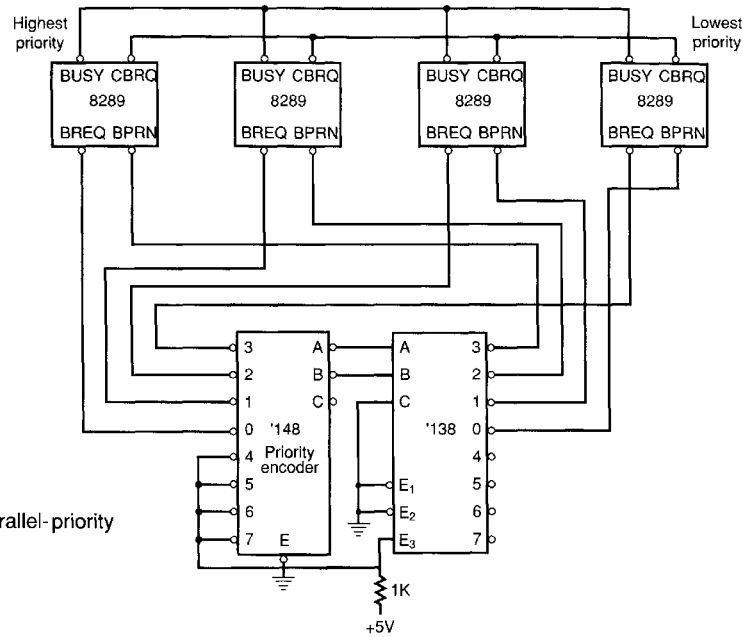 Highest priority
Lowest priority
BUSY CBRQ
8289
BREQ BPRN
BUSY CBRQ
8289
BREQ BPRN
BUSY CBRQ
8289
BREQ BPRN
BUSY CBRQ
8289
BREQ BPRN
3 A
2 B
1 C
0 '148
Priority encoder
4
5
6
7 E
A 3
B 2
C 1
'138 0
4
E1 5
E2 6
E3 7
rallel-priority
1K
+5V